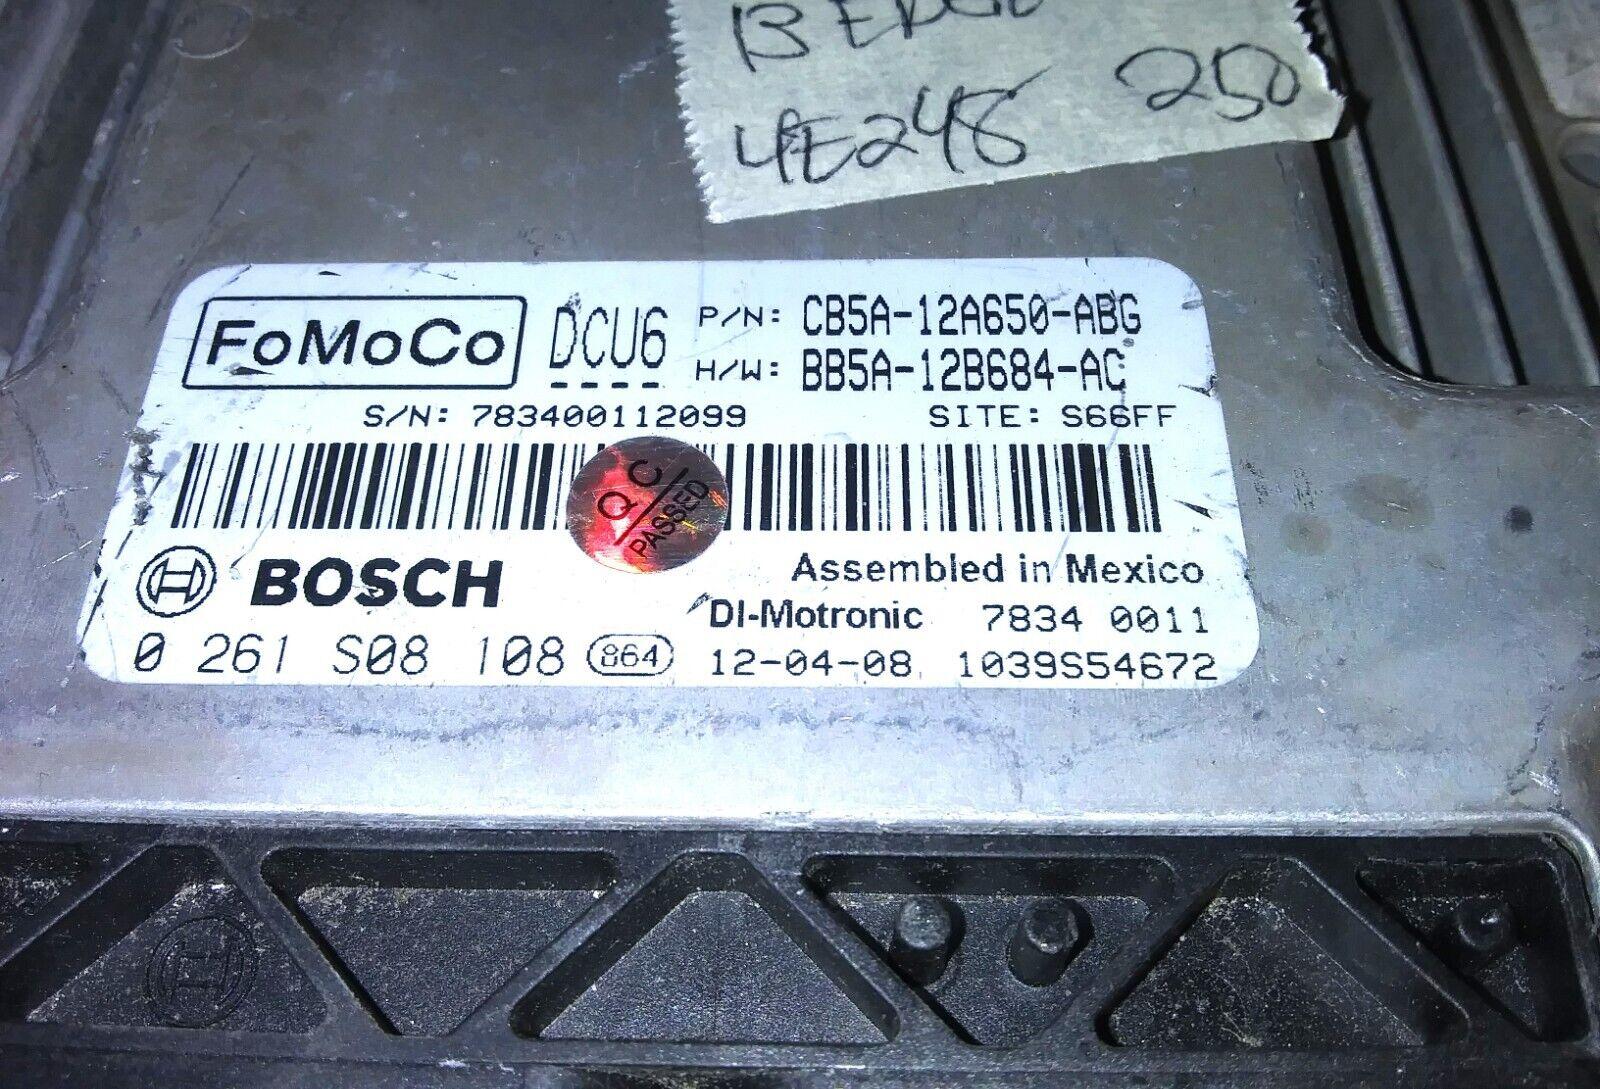 4E248 250
FoMoCo DCU6 P/N: CB5A-12A650-ABG
H/W: BB5A-12B684-AC
S/N: 783400112099 SITE: S66FF
QC PASSED
BOSCH Assembled in Mexico
DI-Motronic 7834 0011
0 261 S08 108 864 12-04-08 1039S54672